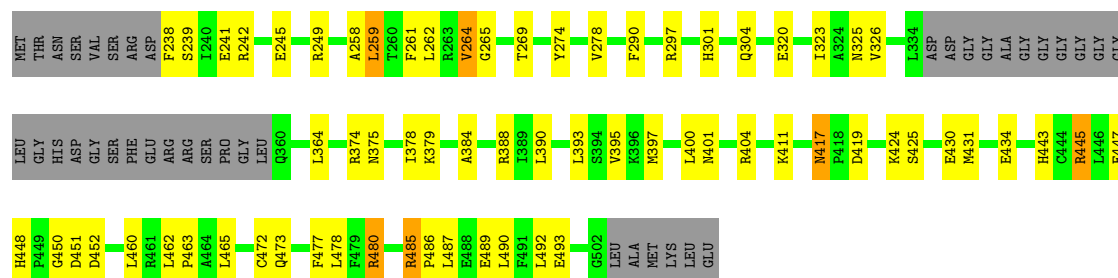 MET THR ASN SER VAL SER ARG ASP F238 S239 I240 E241 R242 E245 R249 A258 L259 T260 F261 L262 R263 V264 G265 T269 Y274 V278 F290 R297 H301 Q304 E320 I323 A324 N325 V326 L334 ASP ASP GLY GLY ALA GLY GLY GLY GLY GLY GLY
LEU GLY HIS ASP GLY SER PHE GLU ARG ARG SER PRO GLY LEU Q360 L364 R374 N375 I378 K379 A384 R388 I389 L390 L393 S394 V395 K396 M397 L400 N401 R404 K411 N417 P418 D419 K424 S425 E430 M431 E434 H443 C444 R445 L446 E447
H448 P449 G450 D451 D452 L460 R461 L462 P463 A464 L465 C472 Q473 F477 L478 F479 R480 R485 P486 L487 E488 E489 L490 F491 L492 E493 G502 LEU ALA MET LYS LEU GLU